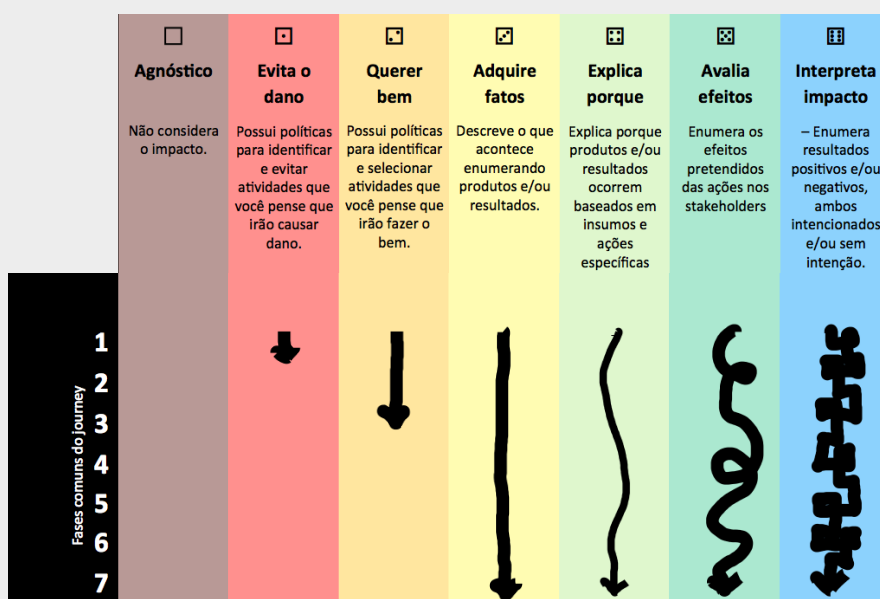 Agnóstico
Não considera
o impacto.
Evita o
dano
Possui políticas
para identificar
e evitar
atividades que
você pense que
irão causar
dano.
Querer
bem
Possui políticas
para identificar
e selecionar
atividades que
você pense que
irão fazer o
bem.
Adquire
fatos
Descreve o que
acontece
enumerando
produtos e/ou
resultados.
Explica
porque
Explica porque
produtos e/ou
resultados
ocorrem
baseados em
insumos e
ações
específicas
Avalia
efeitos
Enumera os
efeitos
pretendidos
das ações nos
stakeholders
Interpreta
impacto
– Enumera
resultados
positivos e/ou
negativos,
ambos
intencionados
e/ou sem
intenção.
Fases comuns do journey
1
2
3
4
5
6
7